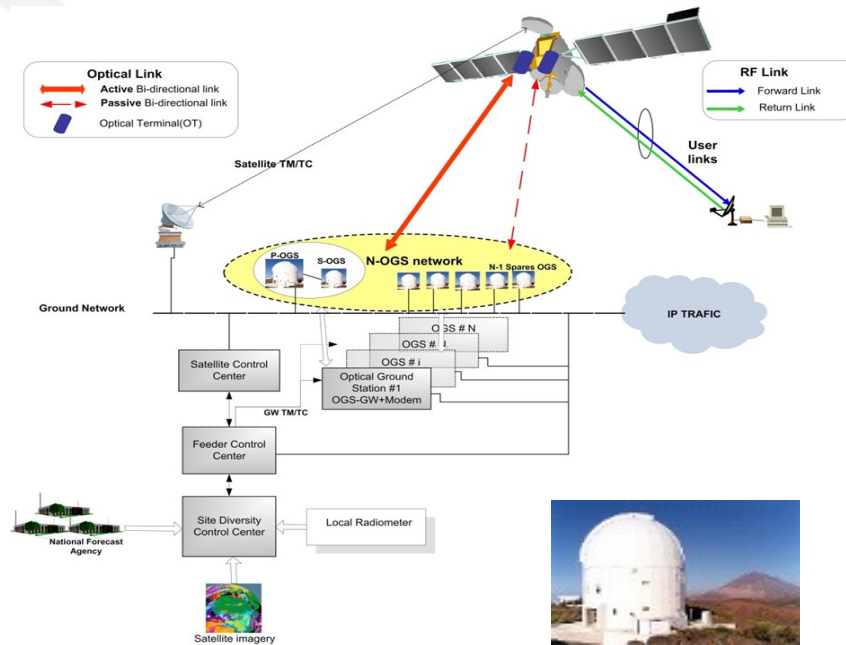 Optical Link
Active Bi-directional link
Passive Bi-directional link
Optical Terminal(OT)
RF Link
Forward Link
Return Link
User
links
Satellite TM/TC
P-OGS
S-OGS
N-OGS network
N-1 Spares OGS
Ground Network
IP TRAFIC
OGS # N
OGS #
OGS # i
Optical Ground
Station #1
OGS-GW+Modem
Satellite Control
Center
GW TM/TC
Feeder Control
Center
Site Diversity
Control Center
Local Radiometer
National Forecast
Agency
Satellite imagery